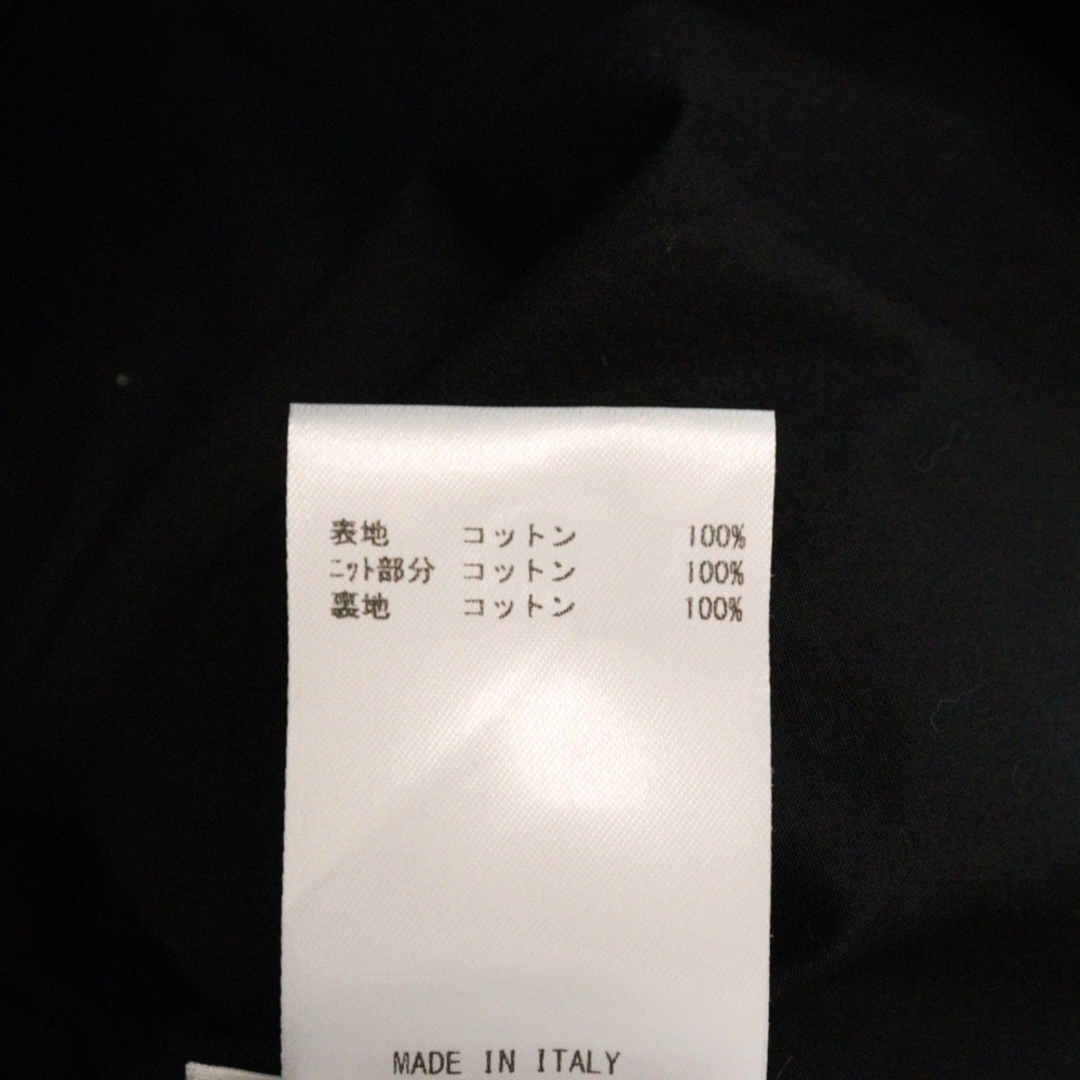 表地 コットン 100%
ﾆｯﾄ部分 コットン 100%
裏地 コットン 100%
MADE IN ITALY